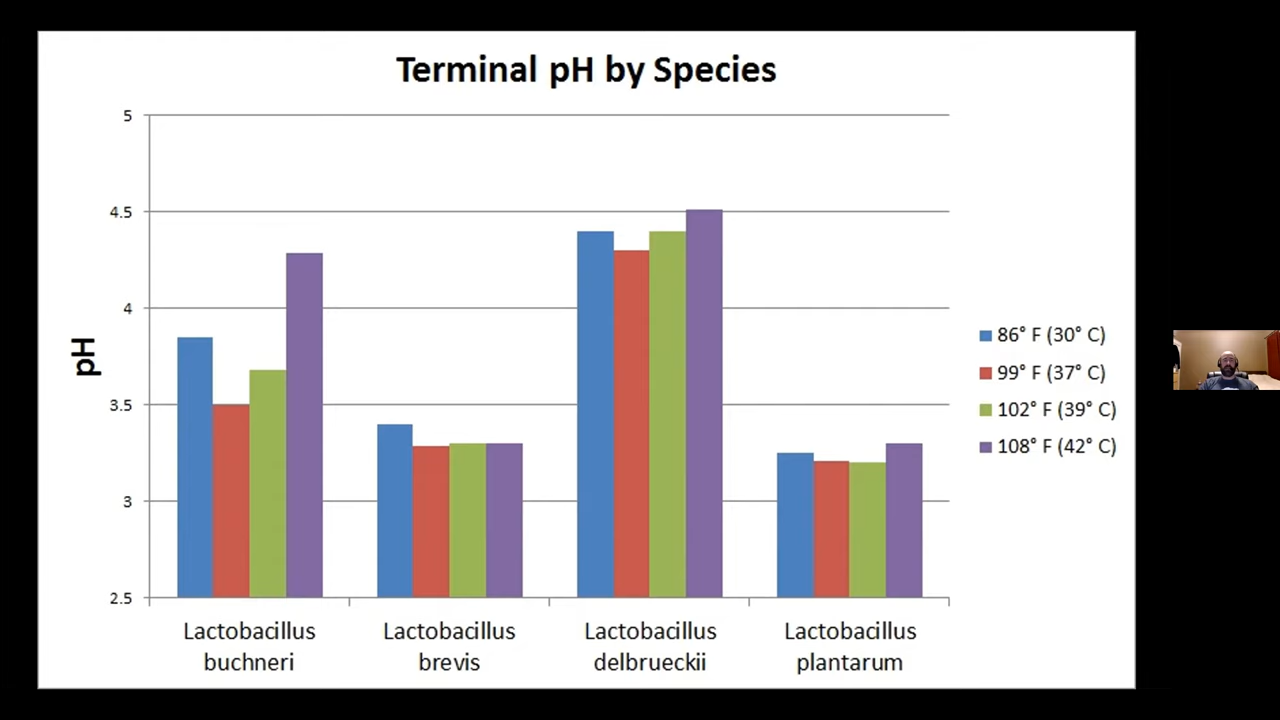 Terminal pH by Species
5
4.5
4
3.5
3
2.5
pH
Lactobacillus
buchneri
Lactobacillus
brevis
Lactobacillus
delbrueckii
Lactobacillus
plantarum
86° F (30° C)
99° F (37° C)
102° F (39° C)
108° F (42° C)